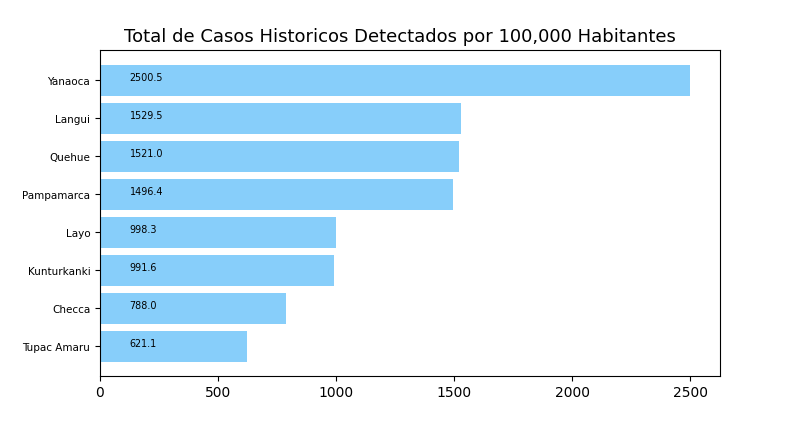 Total de Casos Historicos Detectados por 100,000 Habitantes
Yanaoca 2500.5
Langui 1529.5
Quehue 1521.0
Pampamarca 1496.4
Layo 998.3
Kunturkanki 991.6
Checca 788.0
Tupac Amaru 621.1
0 500 1000 1500 2000 2500